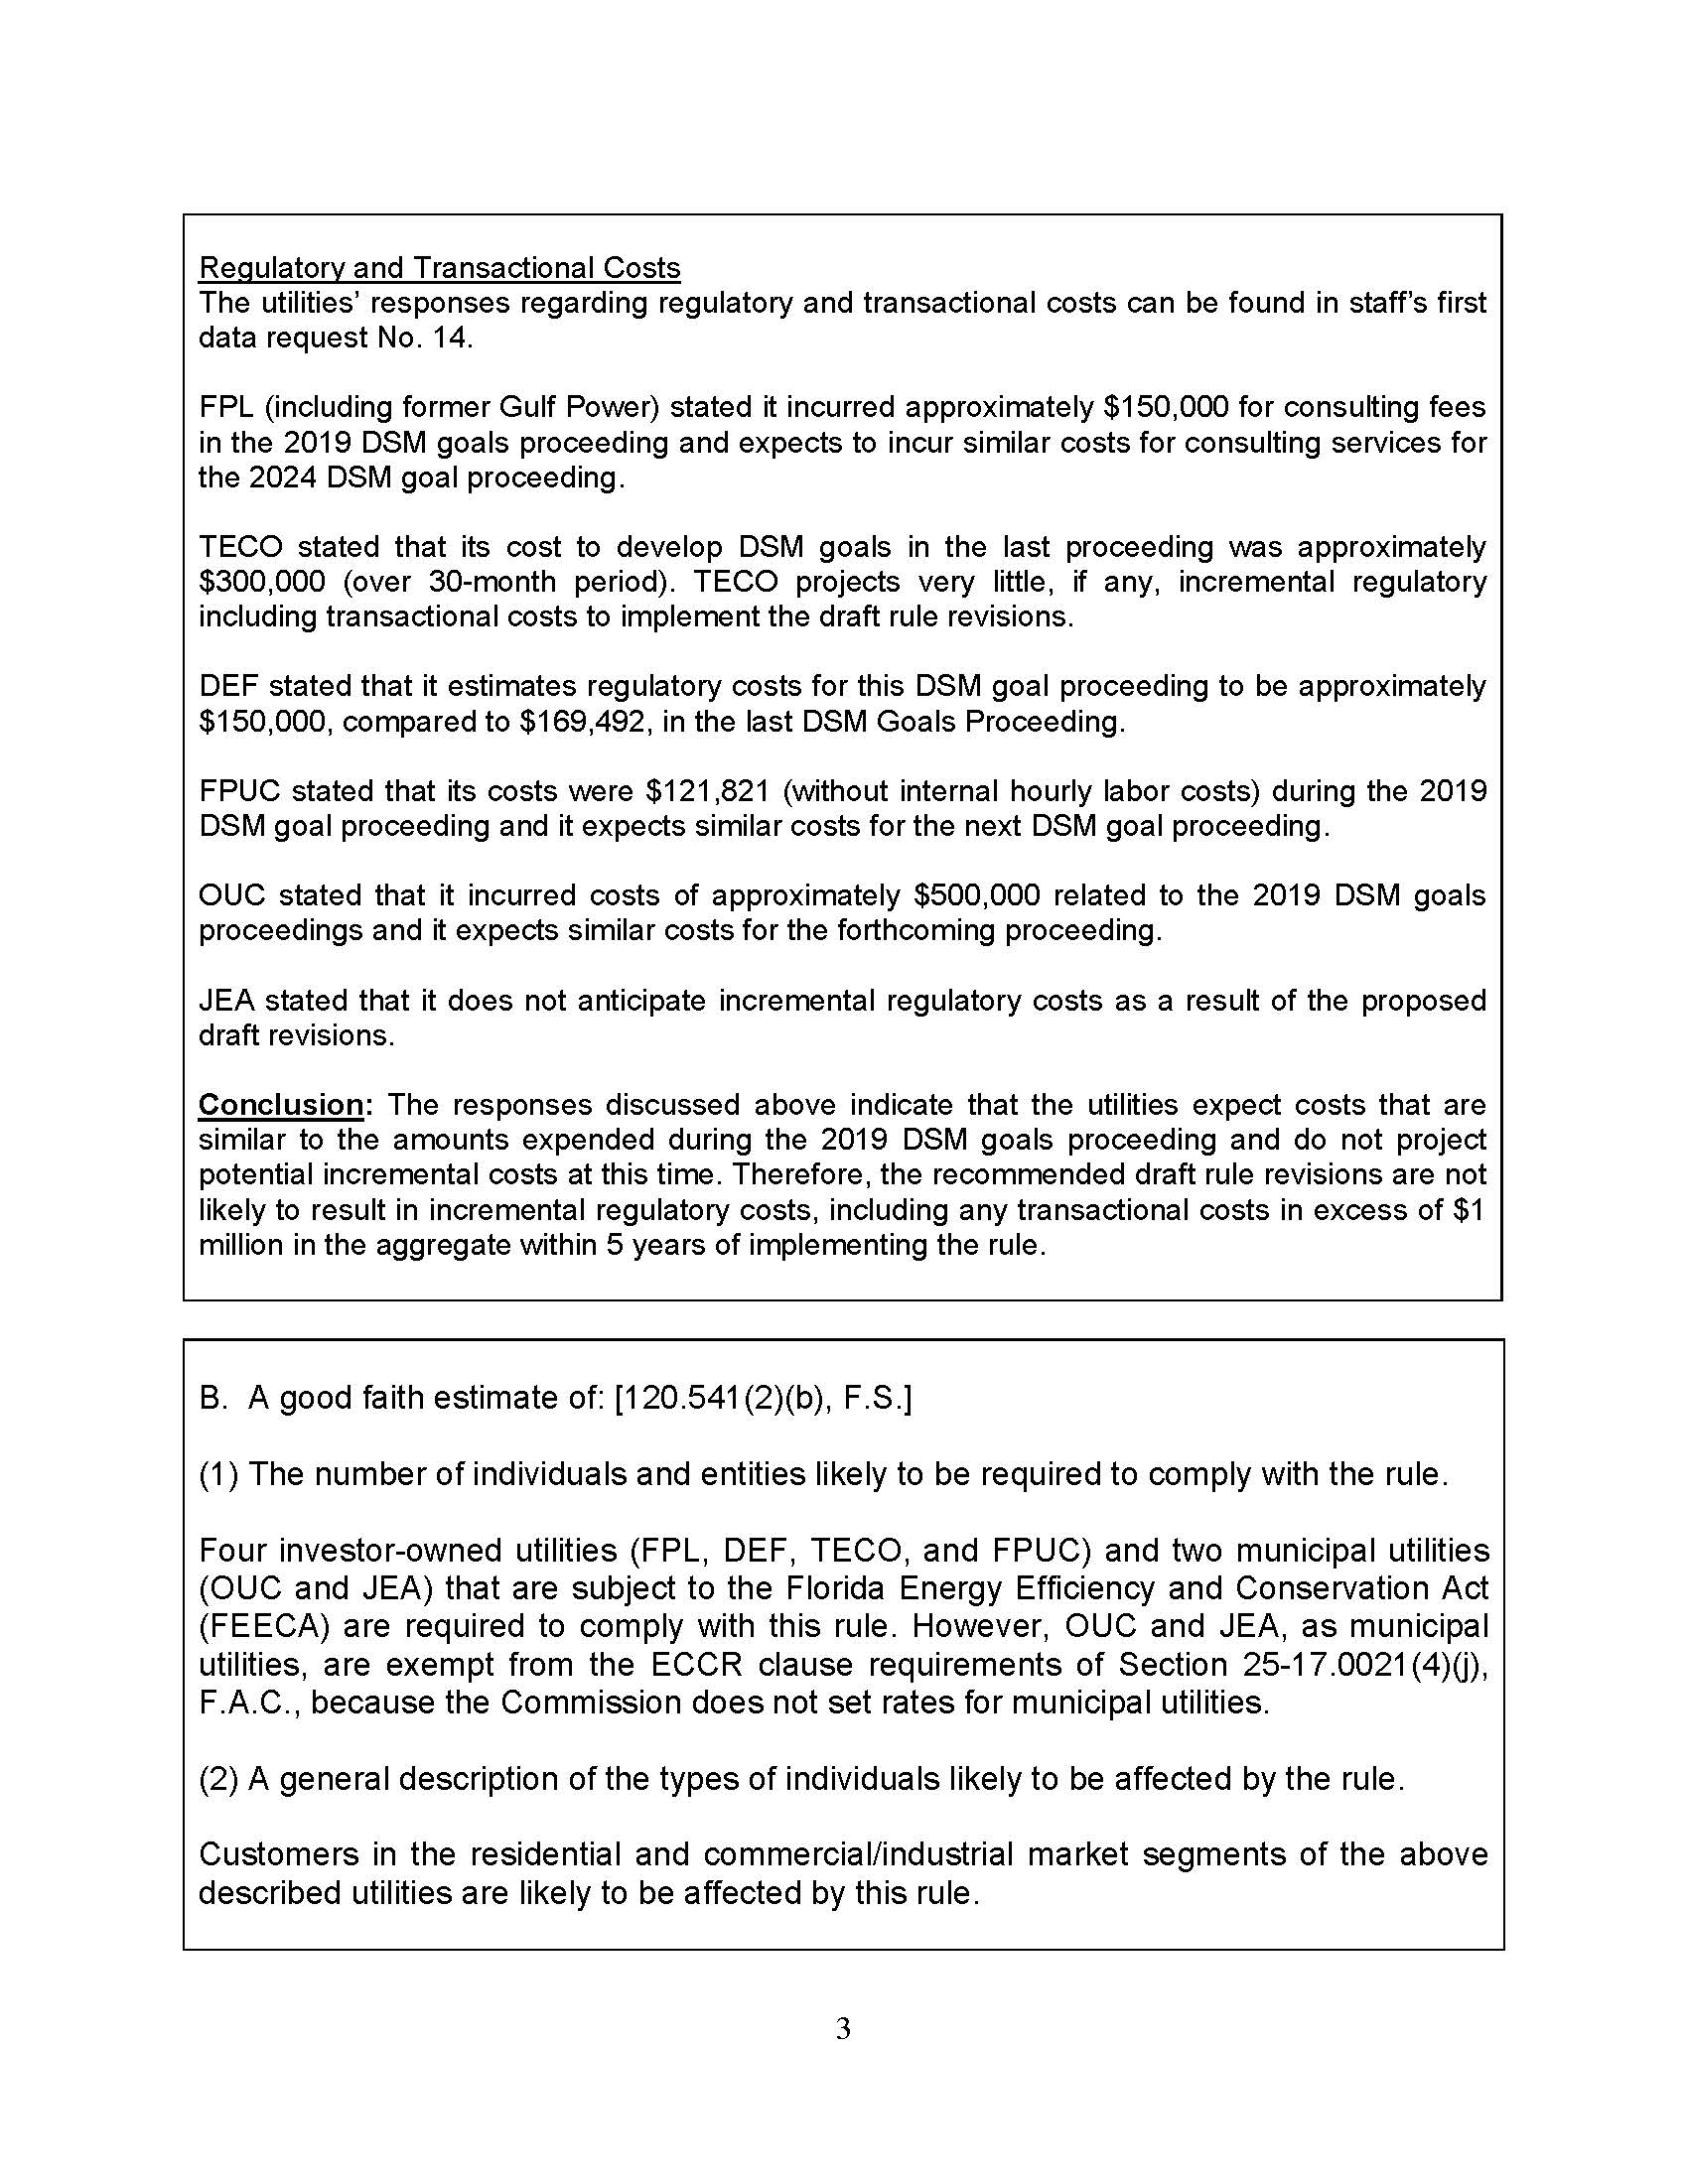 Regulatory and Transactional Costs
The utilities’ responses regarding regulatory and transactional costs can be found in staff’s first
data request No. 14.
FPL (including former Gulf Power) stated it incurred approximately $150,000 for consulting fees
in the 2019 DSM goals proceeding and expects to incur similar costs for consulting services for
the 2024 DSM goal proceeding.
TECO stated that its cost to develop DSM goals in the last proceeding was approximately
$300,000 (over 30-month period). TECO projects very little, if any, incremental regulatory
including transactional costs to implement the draft rule revisions.
DEF stated that it estimates regulatory costs for this DSM goal proceeding to be approximately
$150,000, compared to $169,492, in the last DSM Goals Proceeding.
FPUC stated that its costs were $121,821 (without internal hourly labor costs) during the 2019
DSM goal proceeding and it expects similar costs for the next DSM goal proceeding.
OUC stated that it incurred costs of approximately $500,000 related to the 2019 DSM goals
proceedings and it expects similar costs for the forthcoming proceeding.
JEA stated that it does not anticipate incremental regulatory costs as a result of the proposed
draft revisions.
Conclusion: The responses discussed above indicate that the utilities expect costs that are
similar to the amounts expended during the 2019 DSM goals proceeding and do not project
potential incremental costs at this time. Therefore, the recommended draft rule revisions are not
likely to result in incremental regulatory costs, including any transactional costs in excess of $1
million in the aggregate within 5 years of implementing the rule.
B. A good faith estimate of: [120.541(2)(b), F.S.]
(1) The number of individuals and entities likely to be required to comply with the rule.
Four investor-owned utilities (FPL, DEF, TECO, and FPUC) and two municipal utilities
(OUC and JEA) that are subject to the Florida Energy Efficiency and Conservation Act
(FEECA) are required to comply with this rule. However, OUC and JEA, as municipal
utilities, are exempt from the ECCR clause requirements of Section 25-17.0021(4)(j),
F.A.C., because the Commission does not set rates for municipal utilities.
(2) A general description of the types of individuals likely to be affected by the rule.
Customers in the residential and commercial/industrial market segments of the above
described utilities are likely to be affected by this rule.
3